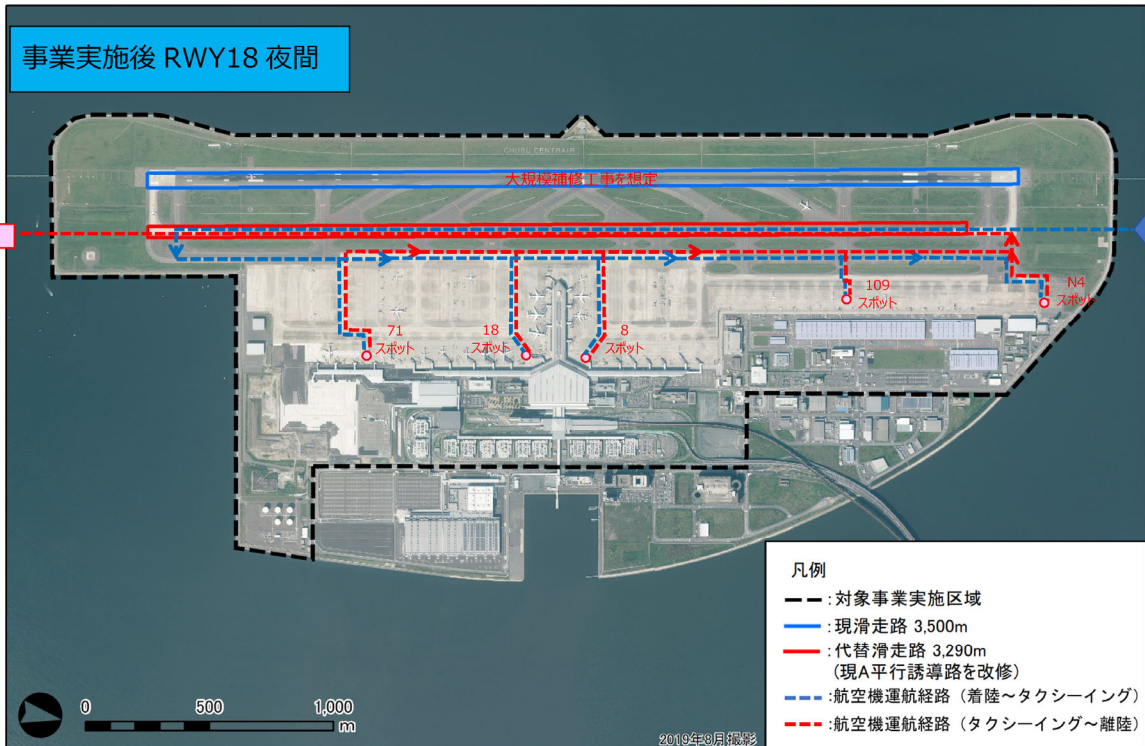 事業実施後 RWY18 夜間
CHUBU CENTRAIR
大規模補修工事を想定
71
スポット
18
スポット
8
スポット
109
スポット
N4
スポット
凡例
:対象事業実施区域
:現滑走路 3,500m
:代替滑走路 3,290m
(現A平行誘導路を改修)
:航空機運航経路（着陸～タクシーイング）
:航空機運航経路（タクシーイング～離陸）
0 500 1,000
m
2019年8月撮影